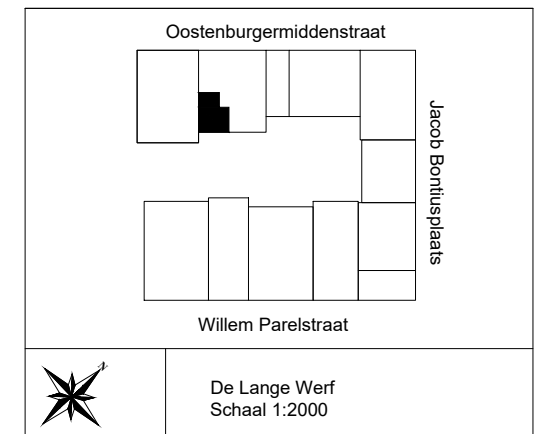 Oostenburgermiddenstraat
Jacob Bontiusplaats
Willem Parelstraat
N
De Lange Werf
Schaal 1:2000